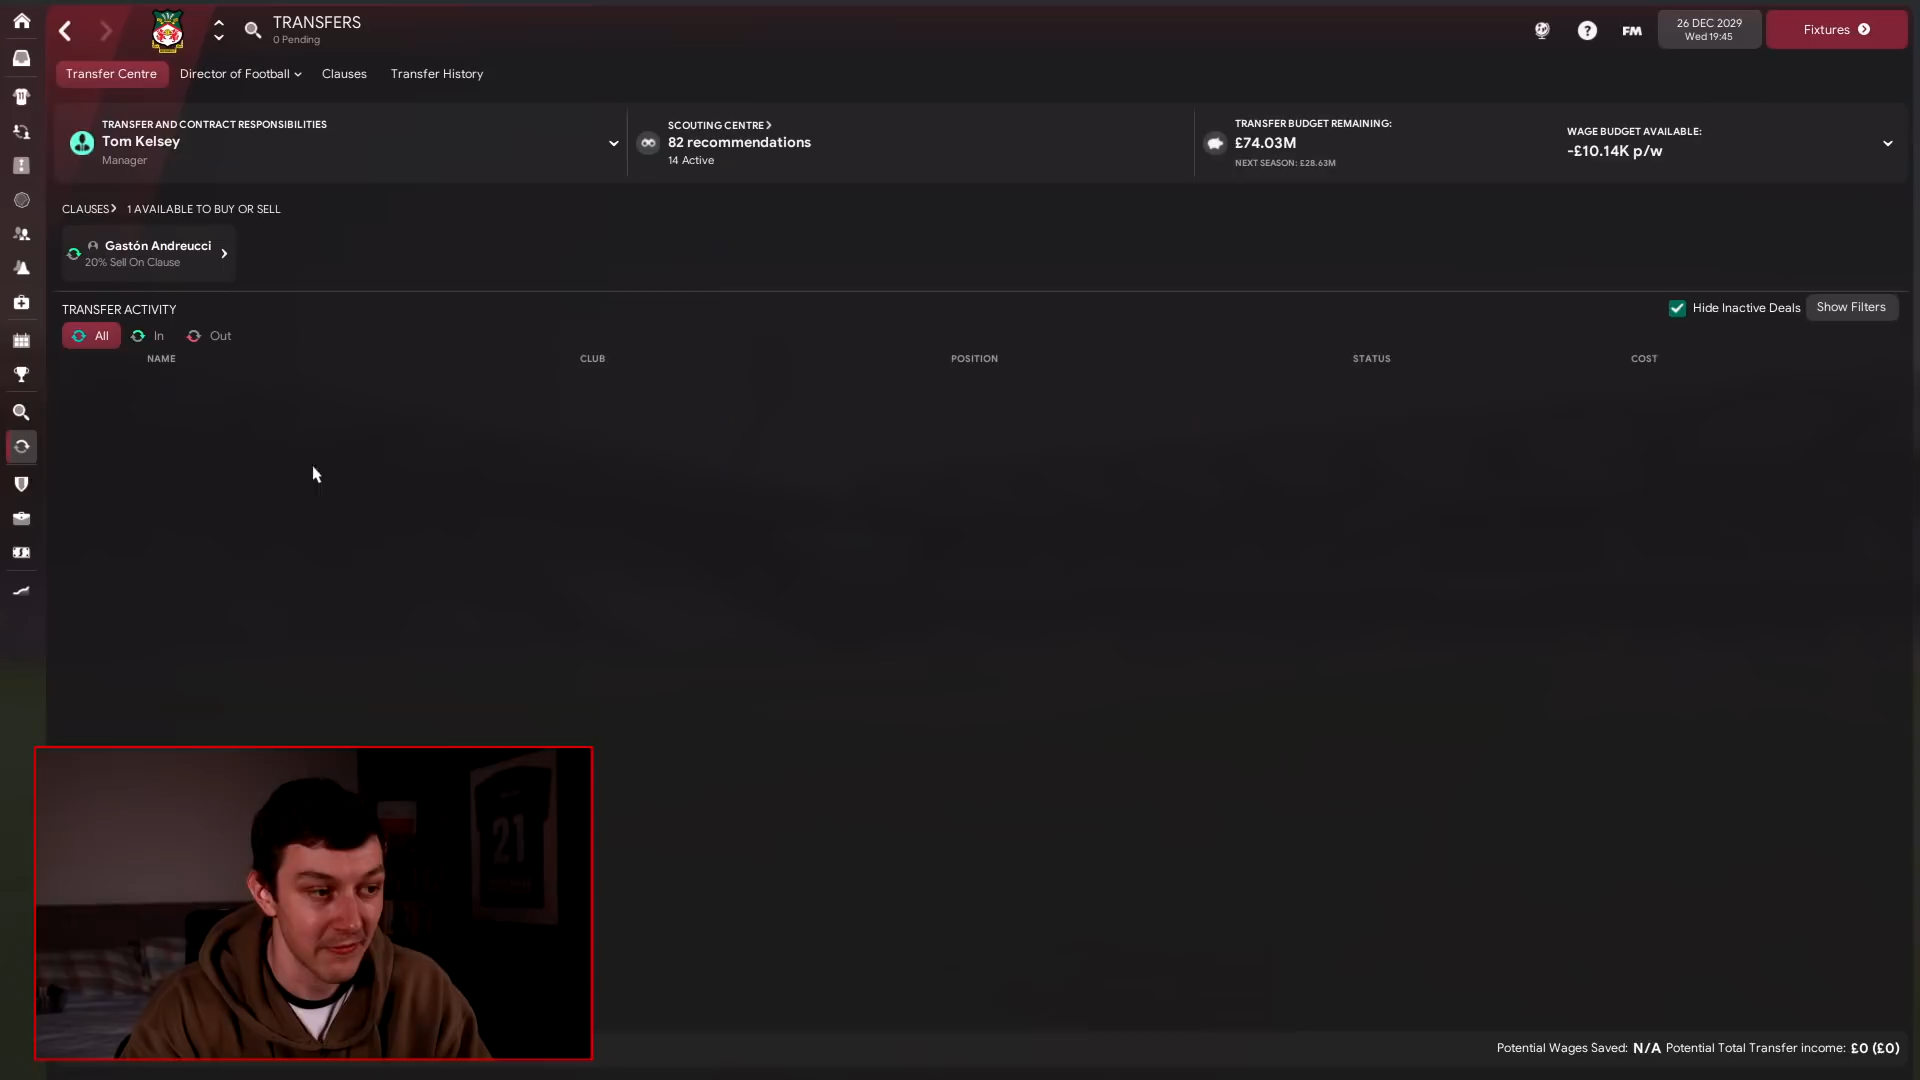 TRANSFERS
0 Pending
FM
26 DEC 2029
Wed 19:45
Fixtures
Transfer Centre
Director of Football
Clauses
Transfer History
TRANSFER AND CONTRACT RESPONSIBILITIES
Tom Kelsey
Manager
SCOUTING CENTRE
82 recommendations
14 Active
TRANSFER BUDGET REMAINING:
£74.03M
NEXT SEASON: £28.63M
WAGE BUDGET AVAILABLE:
-£10.14K p/w
CLAUSES 1 AVAILABLE TO BUY OR SELL
Gastón Andreucci
20% Sell On Clause
TRANSFER ACTIVITY
Hide Inactive Deals
Show Filters
All
In
Out
NAME CLUB POSITION STATUS COST
21
Potential Wages Saved: N/A Potential Total Transfer income: £0 (£0)